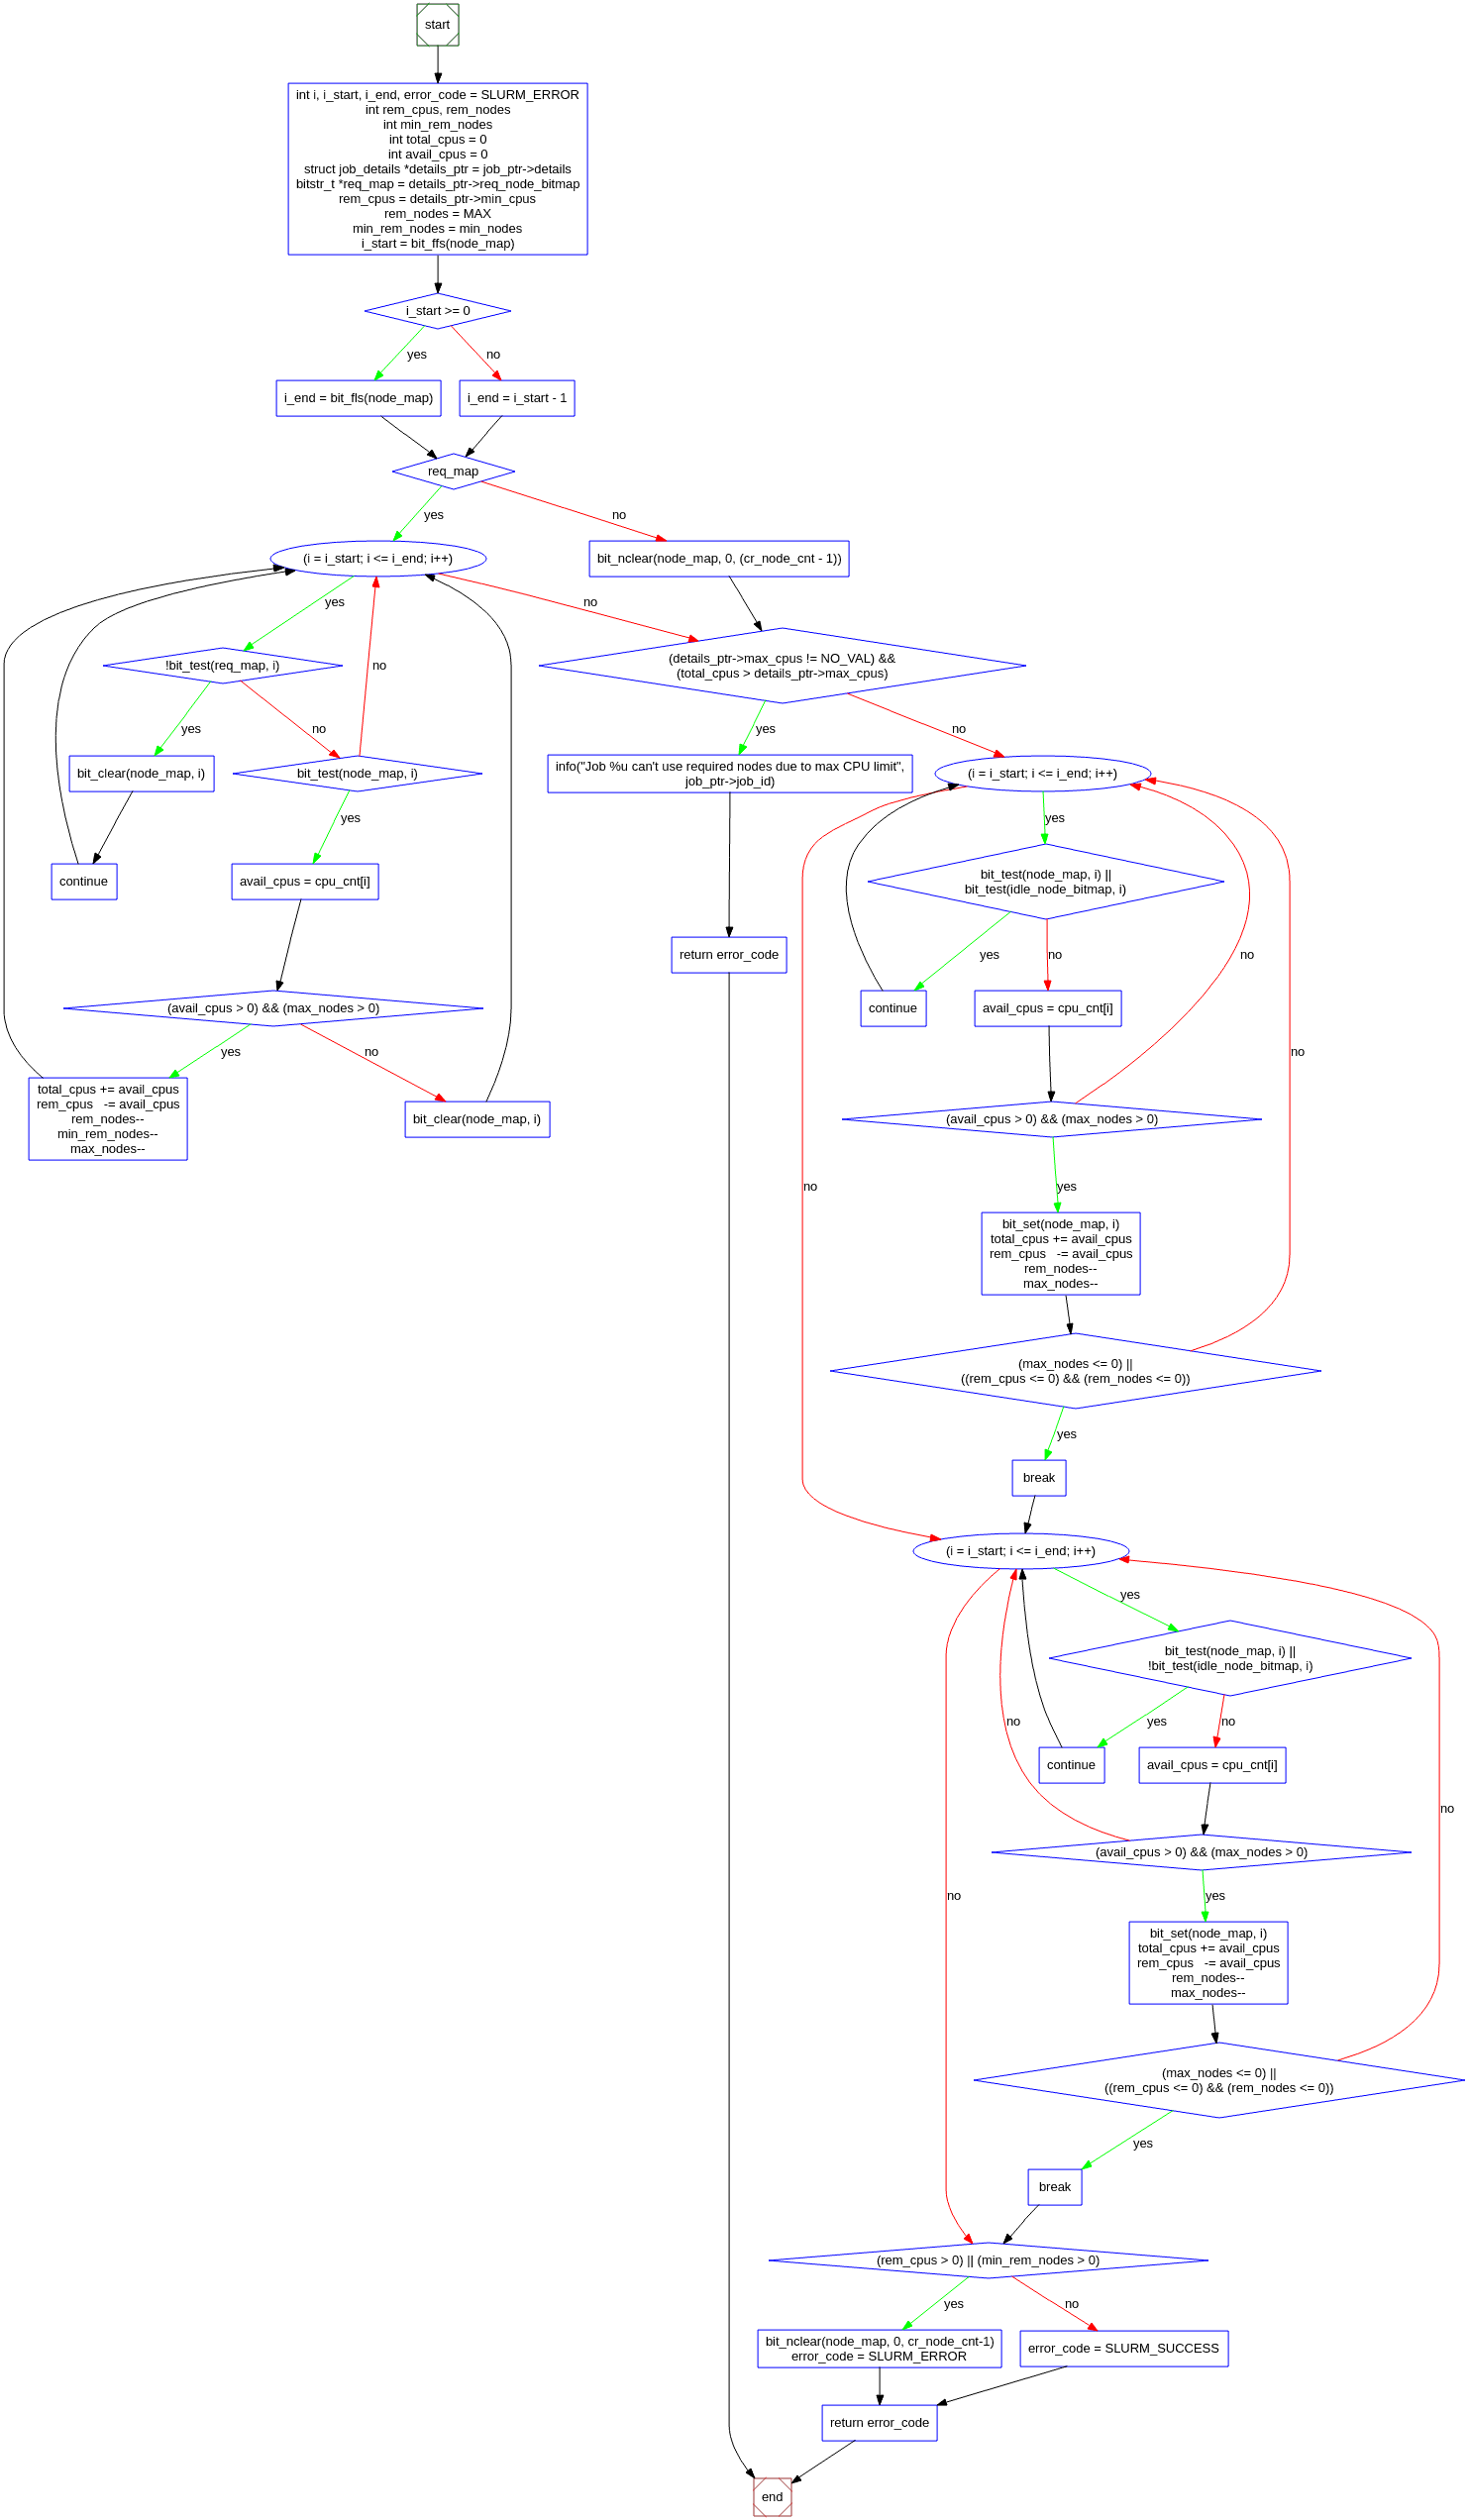 start
int i, i_start, i_end, error_code = SLURM_ERROR
int rem_cpus, rem_nodes
int min_rem_nodes
int total_cpus = 0
int avail_cpus = 0
struct job_details *details_ptr = job_ptr->details
bitstr_t *req_map = details_ptr->req_node_bitmap
rem_cpus = details_ptr->min_cpus
rem_nodes = MAX
min_rem_nodes = min_nodes
i_start = bit_ffs(node_map)
i_start >= 0
yes
no
i_end = bit_fls(node_map)
i_end = i_start - 1
req_map
yes
no
(i = i_start; i <= i_end; i++)
bit_nclear(node_map, 0, (cr_node_cnt - 1))
yes
no
!bit_test(req_map, i)
no
(details_ptr->max_cpus != NO_VAL) &&
(total_cpus > details_ptr->max_cpus)
yes
no
yes
no
bit_clear(node_map, i)
bit_test(node_map, i)
info("Job %u can't use required nodes due to max CPU limit",
job_ptr->job_id)
(i = i_start; i <= i_end; i++)
yes
yes
continue
avail_cpus = cpu_cnt[i]
bit_test(node_map, i) ||
bit_test(idle_node_bitmap, i)
return error_code
yes
no
no
(avail_cpus > 0) && (max_nodes > 0)
continue
avail_cpus = cpu_cnt[i]
yes
no
no
total_cpus += avail_cpus
rem_cpus   -= avail_cpus
rem_nodes--
min_rem_nodes--
max_nodes--
bit_clear(node_map, i)
(avail_cpus > 0) && (max_nodes > 0)
no
yes
bit_set(node_map, i)
total_cpus += avail_cpus
rem_cpus   -= avail_cpus
rem_nodes--
max_nodes--
(max_nodes <= 0) ||
((rem_cpus <= 0) && (rem_nodes <= 0))
yes
break
(i = i_start; i <= i_end; i++)
yes
bit_test(node_map, i) ||
!bit_test(idle_node_bitmap, i)
no
yes
no
continue
avail_cpus = cpu_cnt[i]
no
(avail_cpus > 0) && (max_nodes > 0)
no
yes
bit_set(node_map, i)
total_cpus += avail_cpus
rem_cpus   -= avail_cpus
rem_nodes--
max_nodes--
(max_nodes <= 0) ||
((rem_cpus <= 0) && (rem_nodes <= 0))
yes
break
(rem_cpus > 0) || (min_rem_nodes > 0)
yes
no
bit_nclear(node_map, 0, cr_node_cnt-1)
error_code = SLURM_ERROR
error_code = SLURM_SUCCESS
return error_code
end